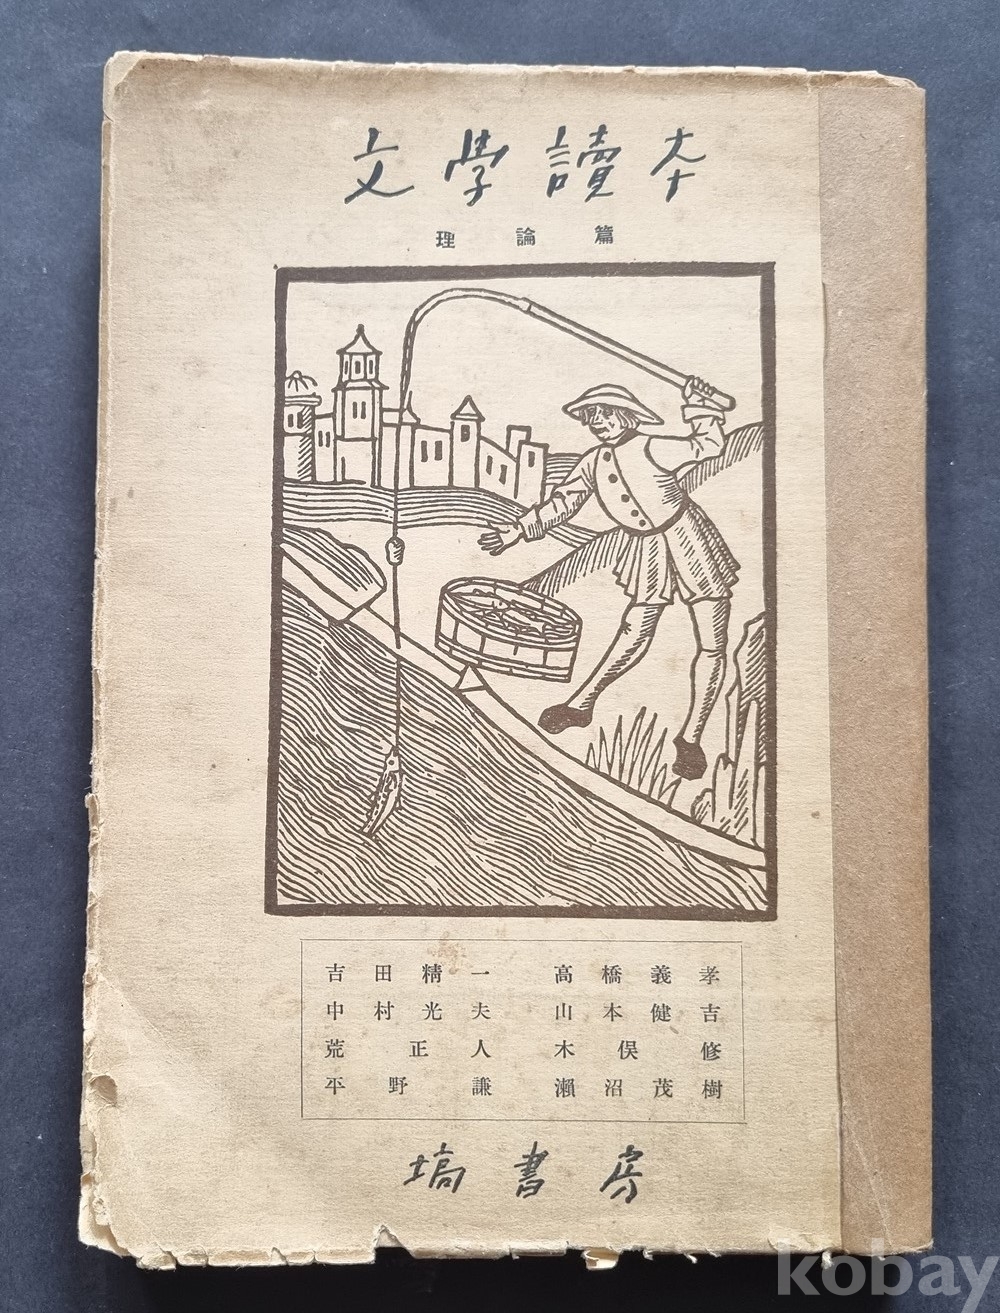 文學讀本
理論篇
吉田精一 高橋義孝
中村光夫 山本健吉
荒正人 木俣修
平野謙 瀨沼茂樹
塙書房
kobay